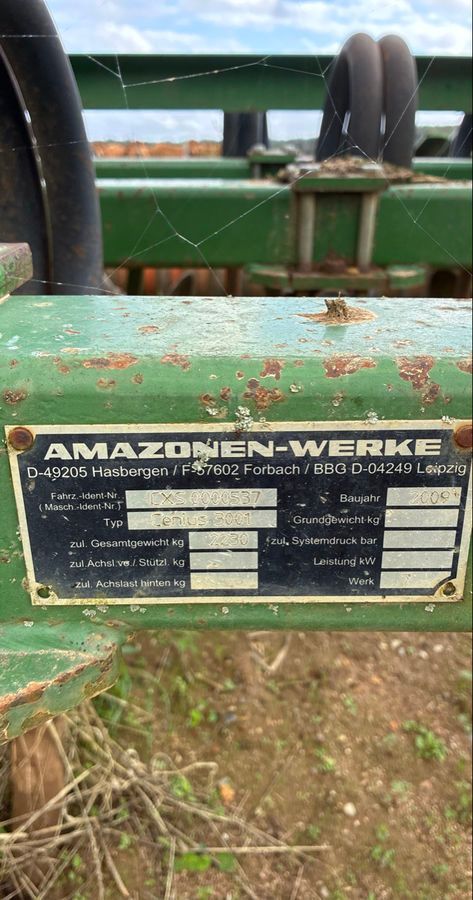 AMAZONEN-WERKE
D-49205 Hasbergen / F-57602 Forbach / BBG D-04249 Leipzig
Fahrz.-Ident-Nr. CXS0000537 Baujahr 2009
(Masch.-Ident-Nr.)
Typ Cenius 3001 Grundgewicht kg
zul. Gesamtgewicht kg 2230 zul. Systemdruck bar
zul. Achsl.vo./ Stützl. kg Leistung kW
zul. Achslast hinten kg Werk